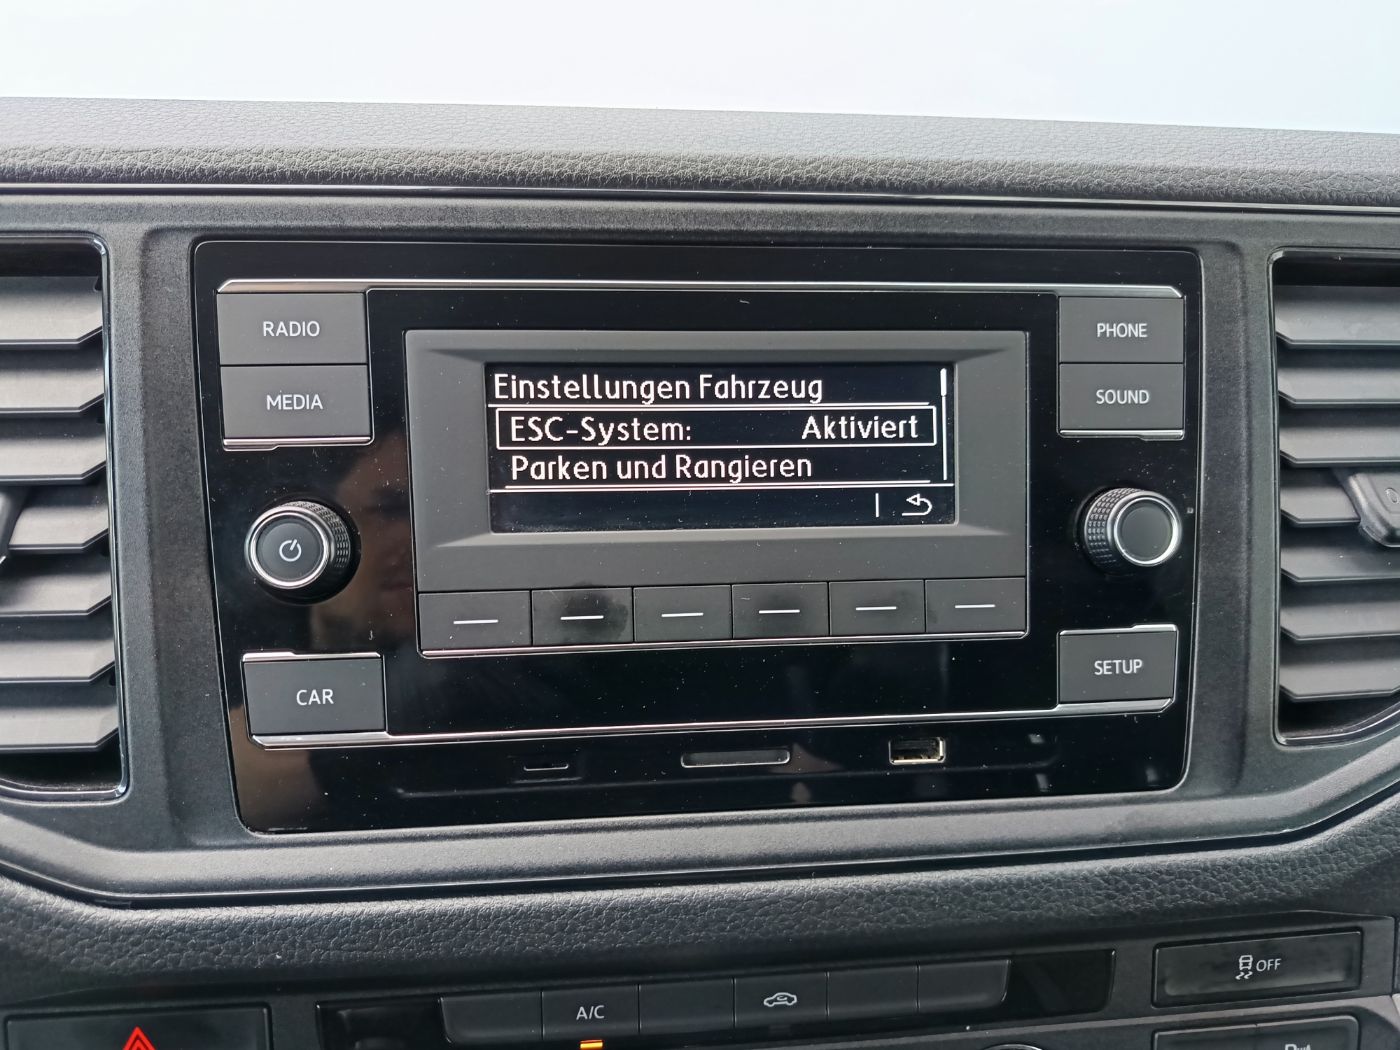 RADIO
MEDIA
Einstellungen Fahrzeug
ESC-System: Aktiviert
Parken und Rangieren
PHONE
SOUND
CAR
SETUP
A/C
OFF